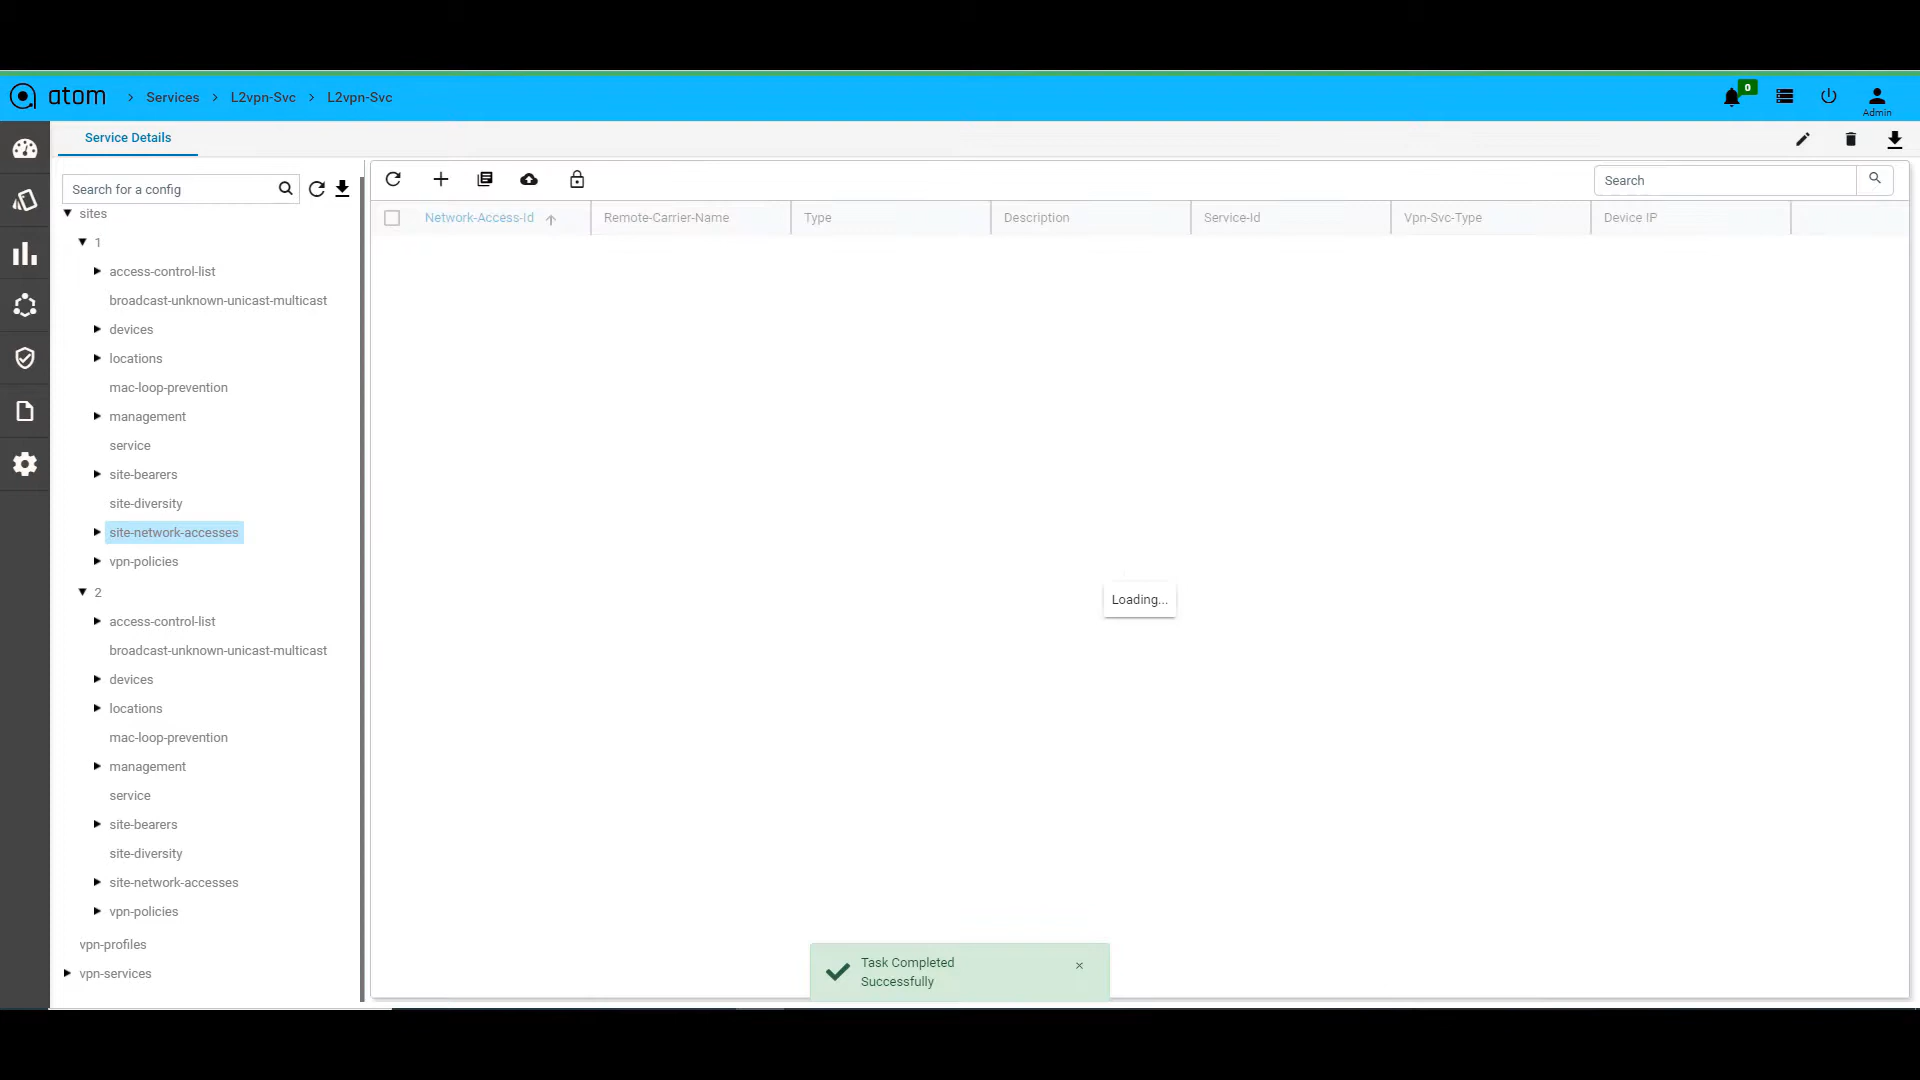 atom > Services > L2vpn-Svc > L2vpn-Svc
0
Admin
Service Details
Search for a config
sites
1
access-control-list
broadcast-unknown-unicast-multicast
devices
locations
mac-loop-prevention
management
service
site-bearers
site-diversity
site-network-accesses
vpn-policies
2
access-control-list
broadcast-unknown-unicast-multicast
devices
locations
mac-loop-prevention
management
service
site-bearers
site-diversity
site-network-accesses
vpn-policies
vpn-profiles
vpn-services
Search
Network-Access-Id Remote-Carrier-Name Type Description Service-Id Vpn-Svc-Type Device IP
Loading...
Task Completed
Successfully